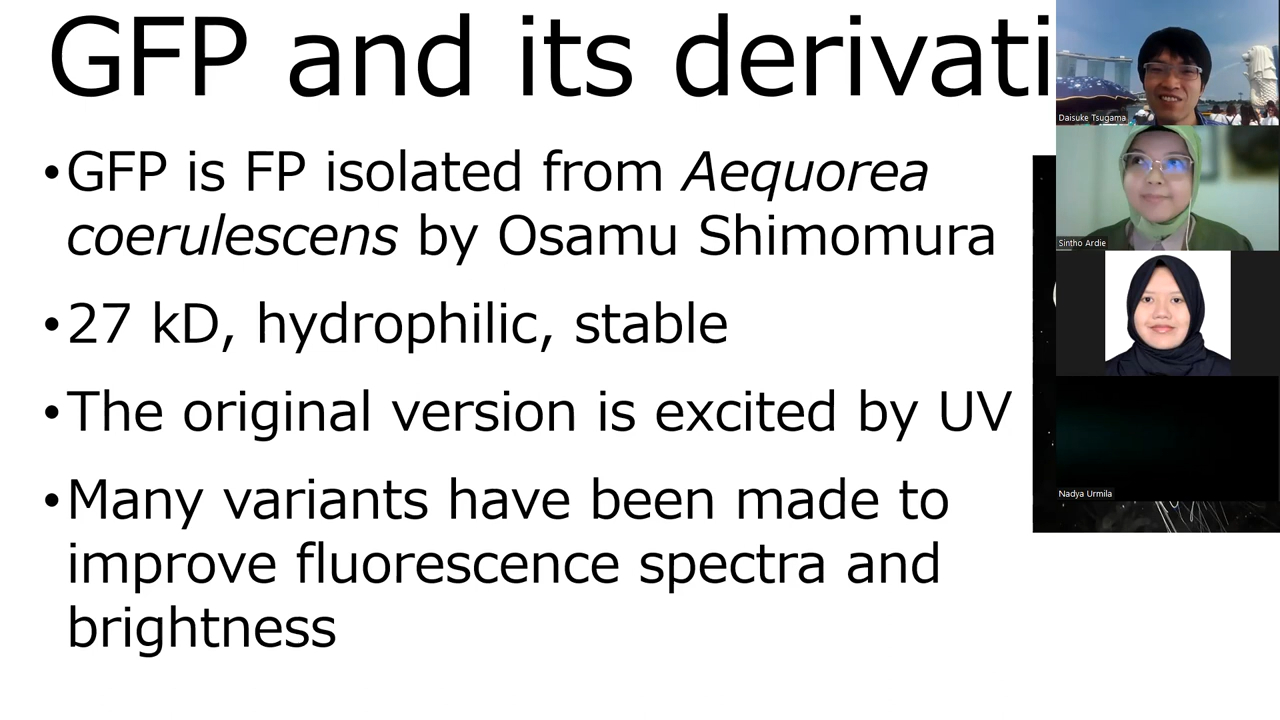 GFP and its derivati
•GFP is FP isolated from Aequorea
coerulescens by Osamu Shimomura
•27 kD, hydrophilic, stable
•The original version is excited by UV
•Many variants have been made to
improve fluorescence spectra and
brightness
Daisuke Tsugama
Sintho Ardie
Nadya Urmila